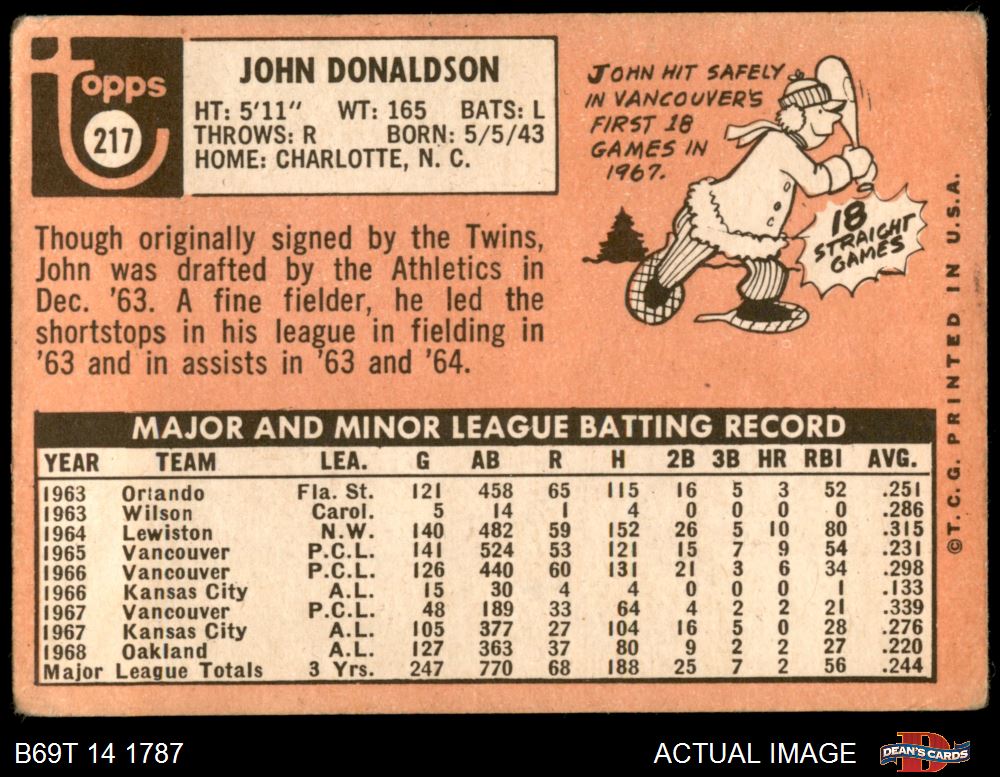 topps
217
JOHN DONALDSON
HT: 5'11" WT: 165 BATS: L
THROWS: R BORN: 5/5/43
HOME: CHARLOTTE, N. C.
JOHN HIT SAFELY
IN VANCOUVER'S
FIRST 18
GAMES IN
1967.
18
STRAIGHT
GAMES
Though originally signed by the Twins,
John was drafted by the Athletics in
Dec. '63. A fine fielder, he led the
shortstops in his league in fielding in
'63 and in assists in '63 and '64.
MAJOR AND MINOR LEAGUE BATTING RECORD
YEAR TEAM LEA. G AB R H 2B 3B HR RBI AVG.
1963 Orlando Fla. St. 121 458 65 115 16 5 3 52 .251
1963 Wilson Carol. 5 14 1 4 0 0 0 0 .286
1964 Lewiston N.W. 140 482 59 152 26 5 10 80 .315
1965 Vancouver P.C.L. 141 524 53 121 15 7 9 54 .231
1966 Vancouver P.C.L. 126 440 60 131 21 3 6 34 .298
1966 Kansas City A.L. 15 30 4 4 0 0 0 1 .133
1967 Vancouver P.C.L. 48 189 33 64 4 2 2 21 .339
1967 Kansas City A.L. 105 377 27 104 16 5 0 28 .276
1968 Oakland A.L. 127 363 37 80 9 2 2 27 .220
Major League Totals 3 Yrs. 247 770 68 188 25 7 2 56 .244
©T. C. G. PRINTED IN U.S.A.
B69T 14 1787
ACTUAL IMAGE
D
DEAN'S CARDS